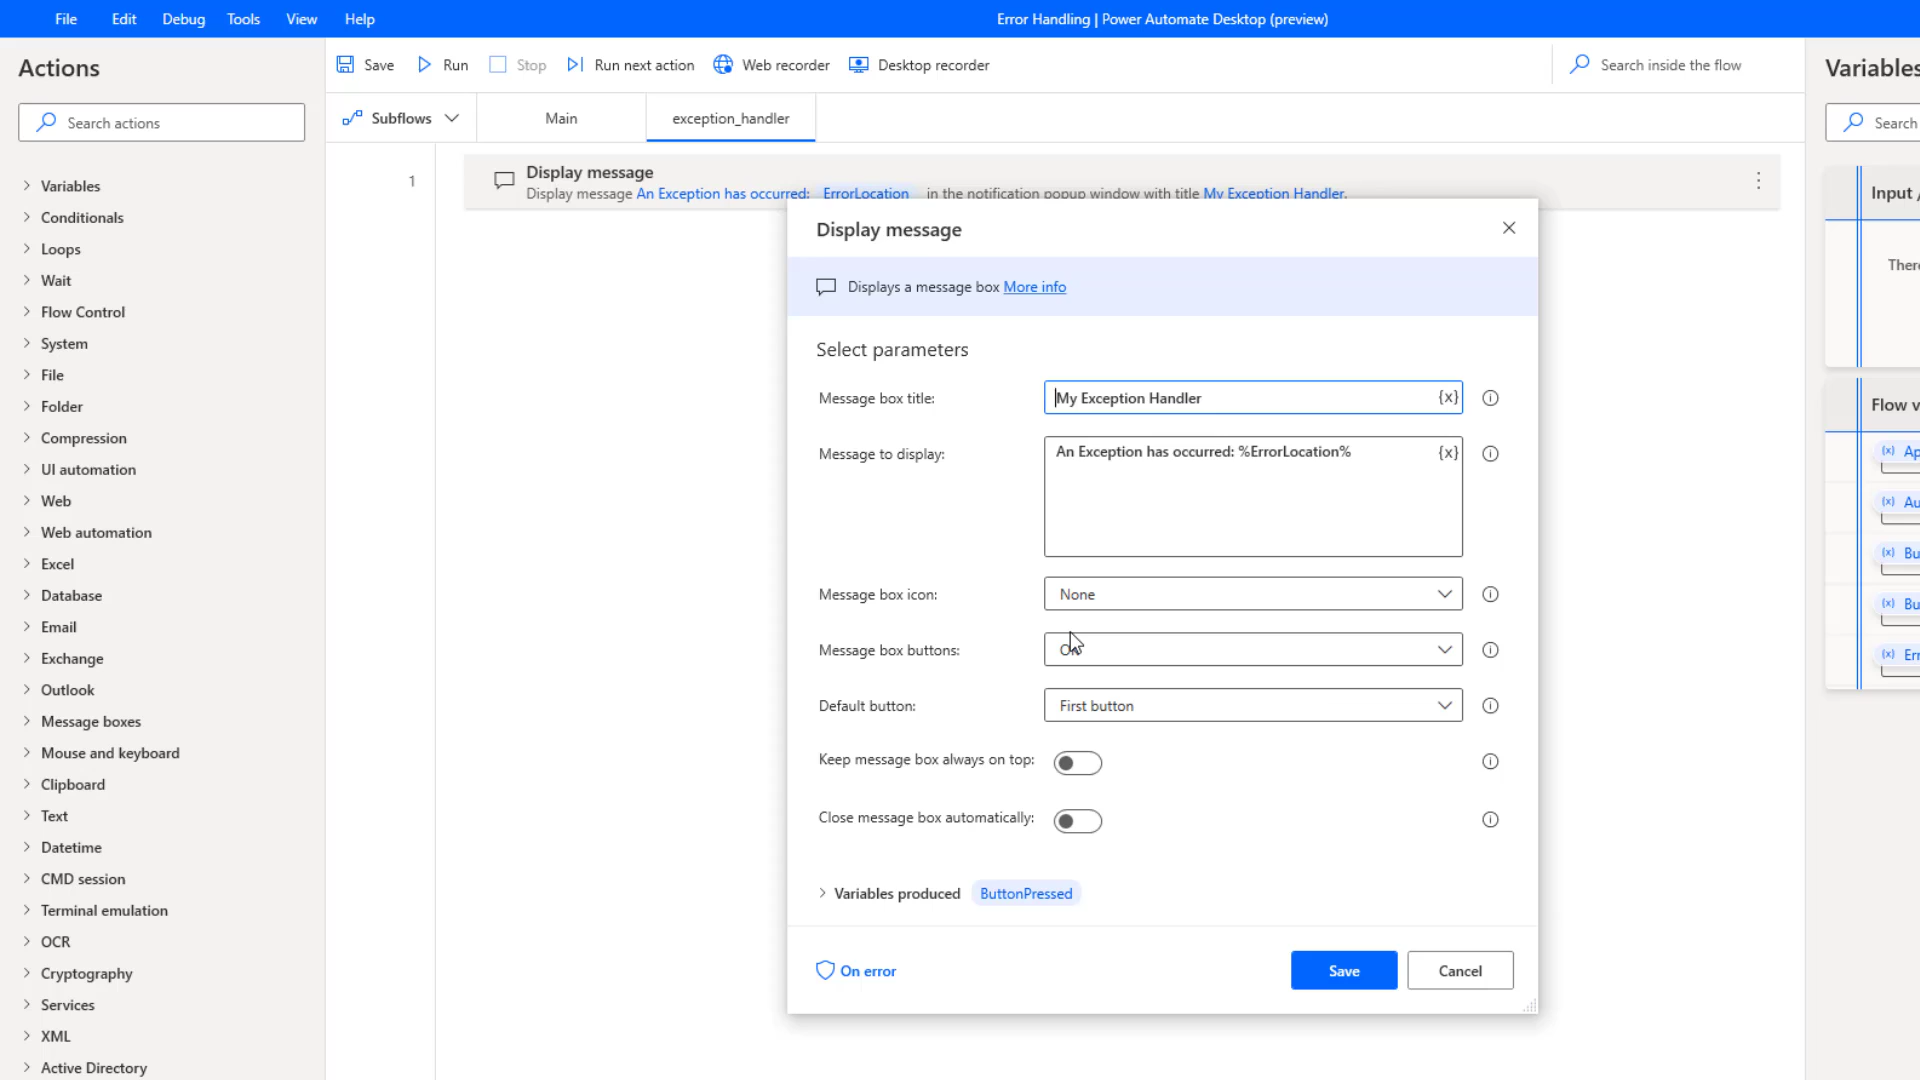 File Edit Debug Tools View Help Error Handling | Power Automate Desktop (preview)
Actions
Search actions
Variables
Conditionals
Loops
Wait
Flow Control
System
File
Folder
Compression
UI automation
Web
Web automation
Excel
Database
Email
Exchange
Outlook
Message boxes
Mouse and keyboard
Clipboard
Text
Datetime
CMD session
Terminal emulation
OCR
Cryptography
Services
XML
Active Directory
Save Run Stop Run next action Web recorder Desktop recorder Search inside the flow
Subflows Main exception_handler
1
Display message
Display message An Exception has occurred: ErrorLocation in the notification popup window with title My Exception Handler.
Display message
Displays a message box More info
Select parameters
Message box title: My Exception Handler {x}
Message to display: An Exception has occurred: %ErrorLocation% {x}
Message box icon: None
Message box buttons:
Default button: First button
Keep message box always on top:
Close message box automatically:
Variables produced ButtonPressed
On error Save Cancel
Variables
Search
Input /
Ther
Flow v
(x) Ap
(x) Au
(x) Bu
(x) Bu
(x) Err